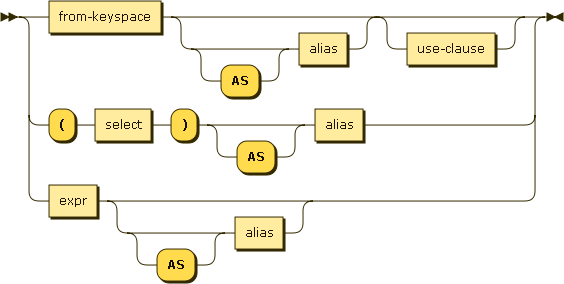 from-keyspace
alias
use-clause
AS
( select ) alias
AS
expr
alias
AS